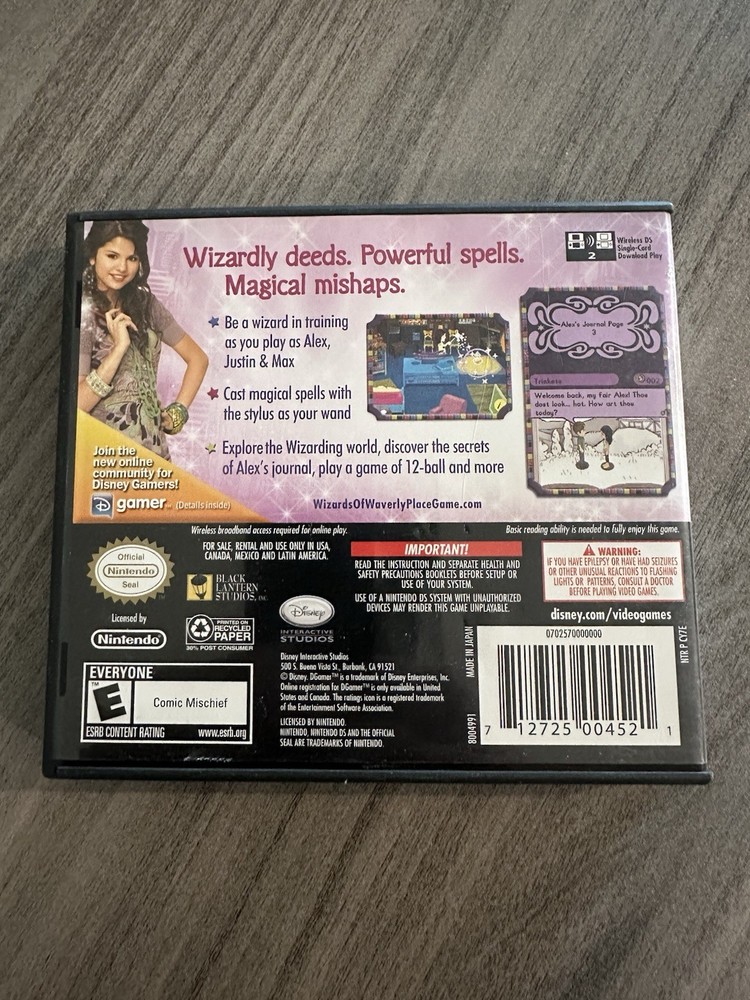 Wizardly deeds. Powerful spells.
Magical mishaps.
2
Wireless DS
Single-Card
Download Play
Be a wizard in training
as you play as Alex,
Justin & Max
Cast magical spells with
the stylus as your wand
Explore the Wizarding world, discover the secrets
of Alex's journal, play a game of 12-ball and more
WizardsOfWaverlyPlaceGame.com
Alex's Journal Page
3
Trinkets
002
Welcome back, my fair Alex! Thou
dost look... hot. How art thou
today?
Join the
new online
community for
Disney Gamers!
D gamer™ (Details inside)
Wireless broadband access required for online play.
Basic reading ability is needed to fully enjoy this game.
Official
Nintendo
Seal
FOR SALE, RENTAL AND USE ONLY IN USA,
CANADA, MEXICO AND LATIN AMERICA.
BLACK
LANTERN
STUDIOS, INC.
Licensed by
Nintendo®
PRINTED ON
RECYCLED
PAPER
30% POST CONSUMER
Disney
INTERACTIVE
STUDIOS
IMPORTANT!
READ THE INSTRUCTION AND SEPARATE HEALTH AND
SAFETY PRECAUTIONS BOOKLETS BEFORE SETUP OR
USE OF YOUR SYSTEM.
USE OF A NINTENDO DS SYSTEM WITH UNAUTHORIZED
DEVICES MAY RENDER THIS GAME UNPLAYABLE.
WARNING:
IF YOU HAVE EPILEPSY OR HAVE HAD SEIZURES
OR OTHER UNUSUAL REACTIONS TO FLASHING
LIGHTS OR PATTERNS, CONSULT A DOCTOR
BEFORE PLAYING VIDEO GAMES.
disney.com/videogames
EVERYONE
E™
Comic Mischief
ESRB CONTENT RATING www.esrb.org
Disney Interactive Studios
500 S. Buena Vista St., Burbank, CA 91521
© Disney. DGamer™ is a trademark of Disney Enterprises, Inc.
Online registration for DGamer™ is only available in United
States and Canada. The ratings icon is a registered trademark
of the Entertainment Software Association.
LICENSED BY NINTENDO.
NINTENDO, NINTENDO DS AND THE OFFICIAL
SEAL ARE TRADEMARKS OF NINTENDO.
MADE IN JAPAN
8004991
0702570000000
7 12725 00452 1
NTR P CY7E